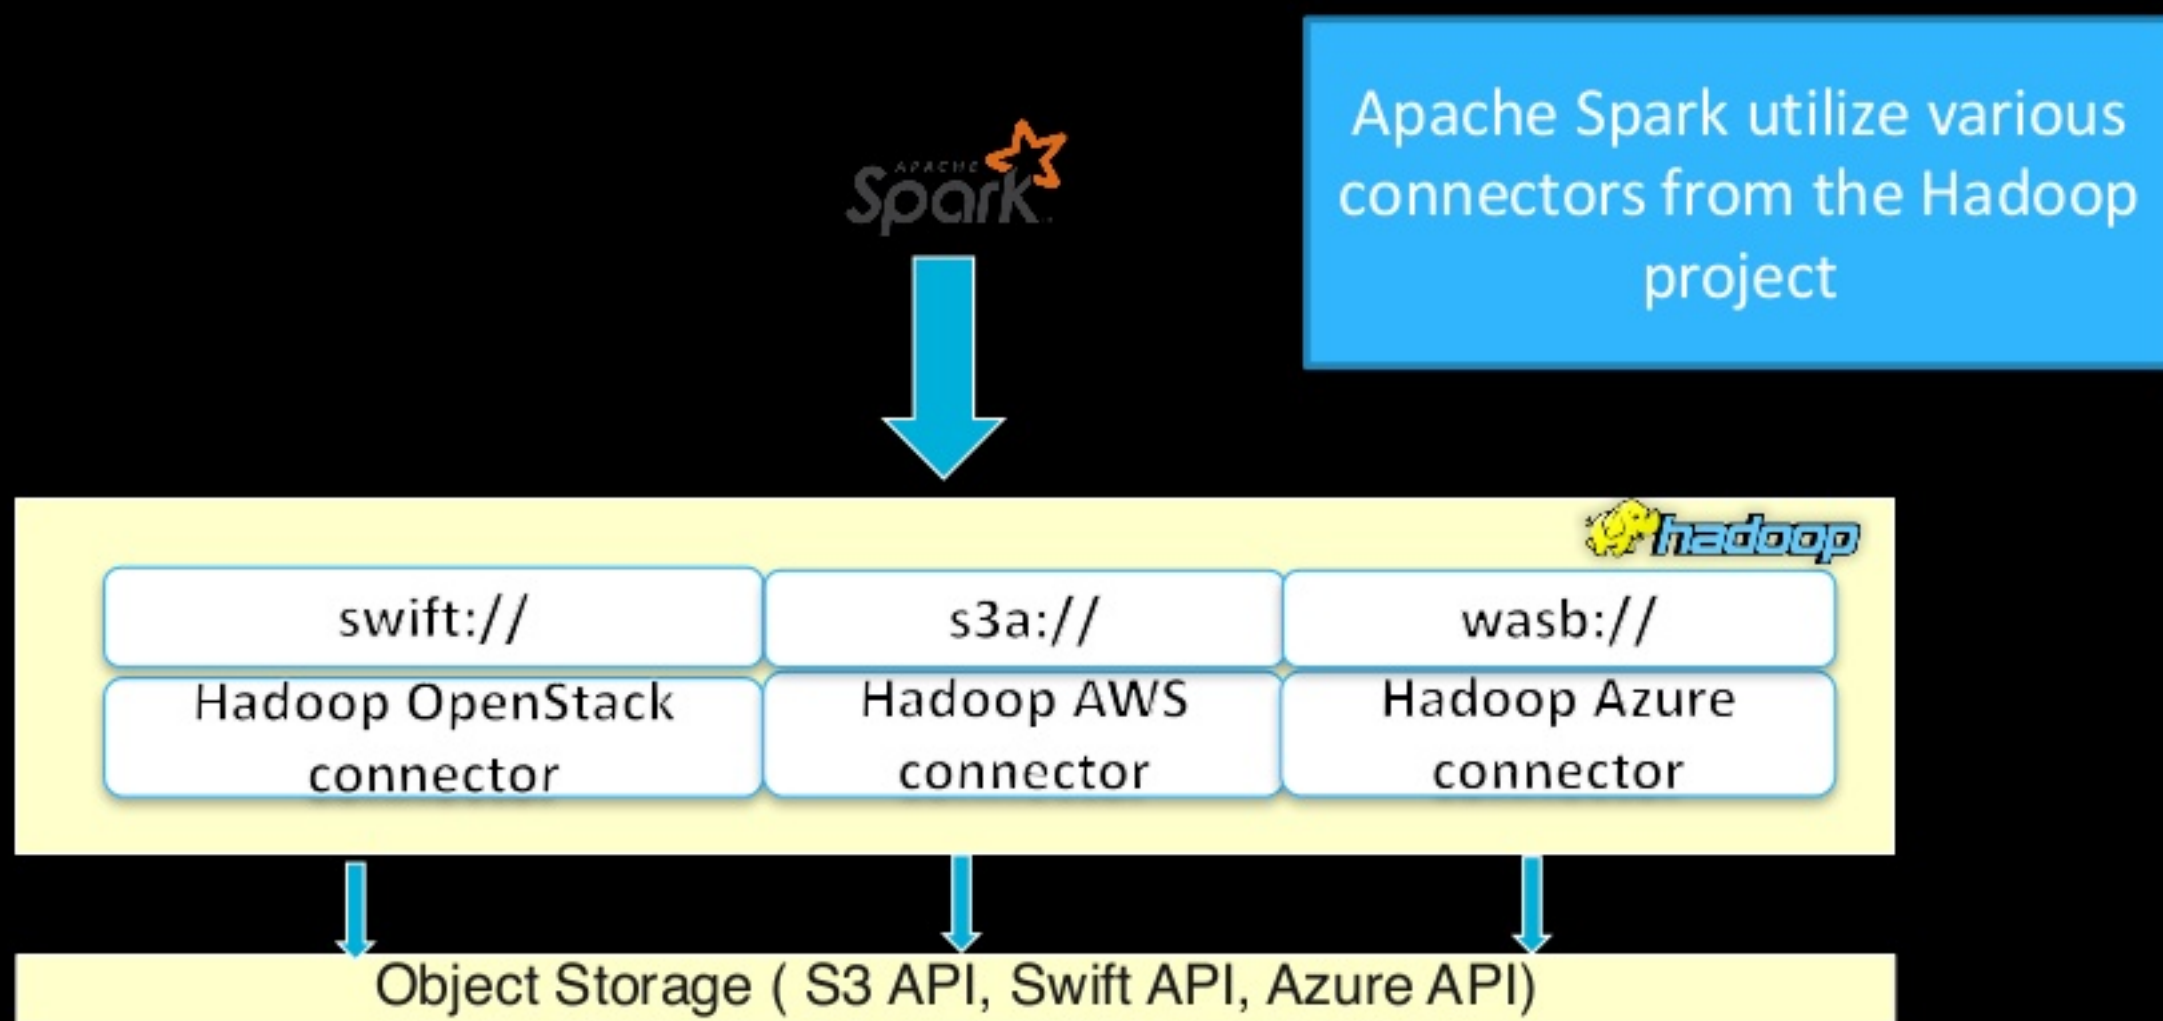 Apache Spark utilize various
connectors from the Hadoop
project
APACHE
Spark
hadoop
swift://
s3a://
wasb://
Hadoop OpenStack
connector
Hadoop AWS
connector
Hadoop Azure
connector
Object Storage ( S3 API, Swift API, Azure API)